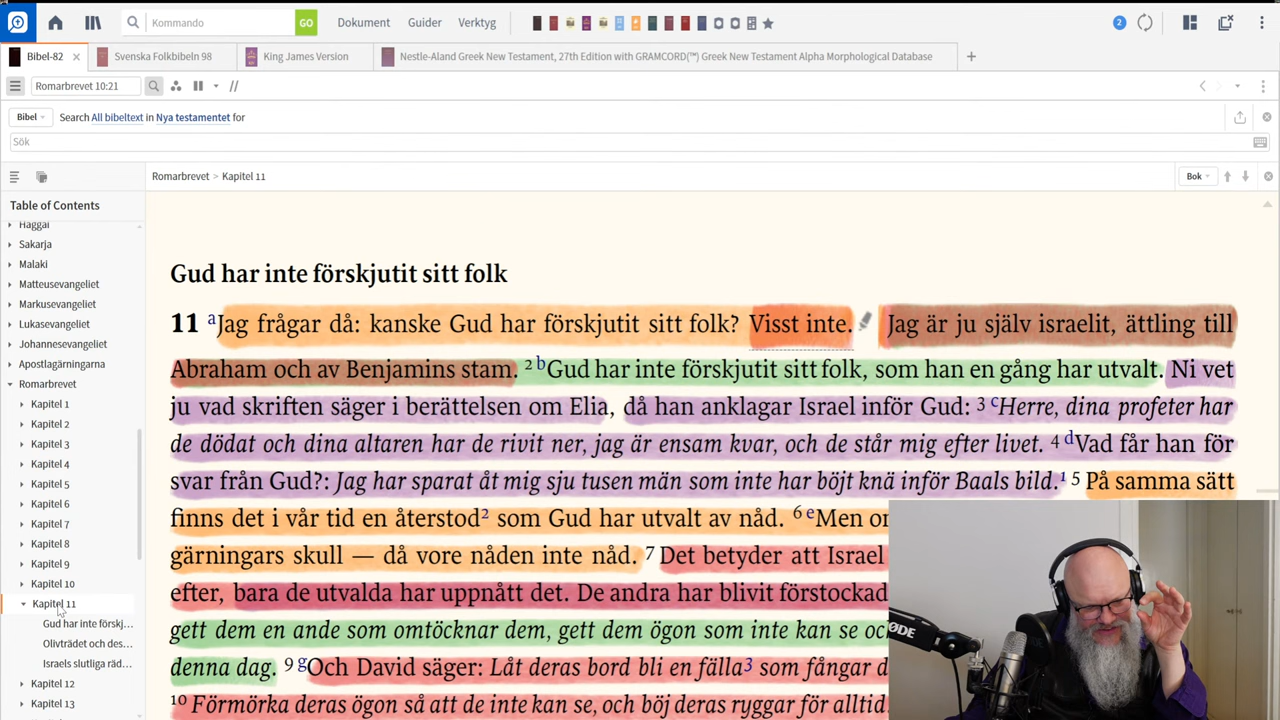 Kommando
GO
Dokument
Guider
Verktyg
2
Bibel-82
Svenska Folkbibeln 98
King James Version
Nestle-Aland Greek New Testament, 27th Edition with GRAMCORD(™) Greek New Testament Alpha Morphological Database
Romarbrevet 10:21
Bibel
Search All bibeltext in Nya testamentet for
Sök
Romarbrevet > Kapitel 11
Bok
Table of Contents
Haggai
Sakarja
Malaki
Matteusevangeliet
Markusevangeliet
Lukasevangeliet
Johannesevangeliet
Apostlagärningarna
Romarbrevet
Kapitel 1
Kapitel 2
Kapitel 3
Kapitel 4
Kapitel 5
Kapitel 6
Kapitel 7
Kapitel 8
Kapitel 9
Kapitel 10
Kapitel 11
Gud har inte förskj...
Olivträdet och des...
Israels slutliga räd...
Kapitel 12
Kapitel 13
Gud har inte förskjutit sitt folk
11 aJag frågar då: kanske Gud har förskjutit sitt folk? Visst inte. Jag är ju själv israelit, ättling till
Abraham och av Benjamins stam. 2 bGud har inte förskjutit sitt folk, som han en gång har utvalt. Ni vet
ju vad skriften säger i berättelsen om Elia, då han anklagar Israel inför Gud: 3 cHerre, dina profeter har
de dödat och dina altaren har de rivit ner, jag är ensam kvar, och de står mig efter livet. 4 dVad får han för
svar från Gud?: Jag har sparat åt mig sju tusen män som inte har böjt knä inför Baals bild.1 5 På samma sätt
finns det i vår tid en återstod2 som Gud har utvalt av nåd. 6 eMen
gärningars skull — då vore nåden inte nåd. 7 Det betyder att Israel
efter, bara de utvalda har uppnått det. De andra har blivit förstockad
gett dem en ande som omtöcknar dem, gett dem ögon som inte kan se
denna dag. 9 gOch David säger: Låt deras bord bli en fälla3 som fångar
10 Förmörka deras ögon så att de inte kan se, och böj deras ryggar för alltid
RØDE